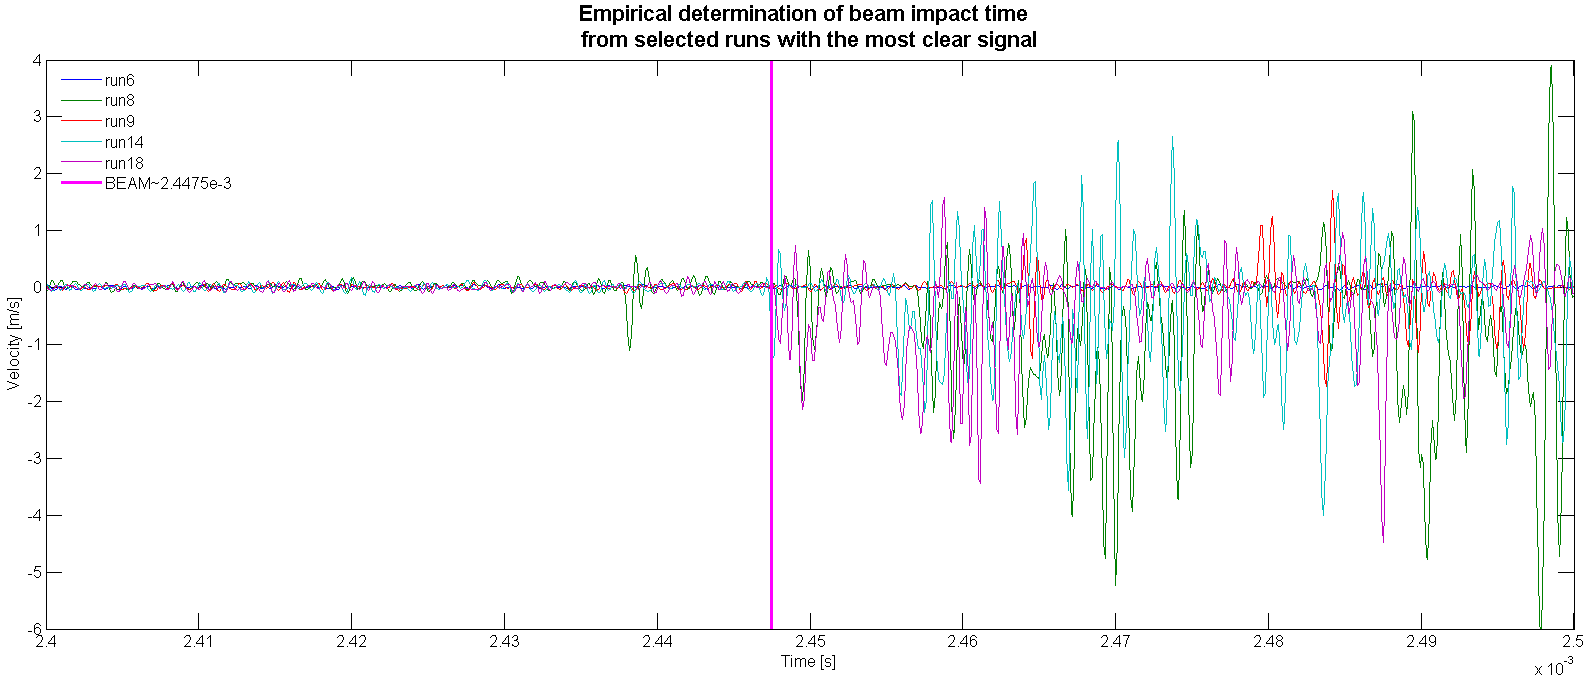 Empirical determination of beam impact time
from selected runs with the most clear signal
run6
run8
run9
run14
run18
BEAM~2.4475e-3
4
3
2
1
0
-1
-2
-3
-4
-5
-6
Velocity [m/s]
2.4 2.41 2.42 2.43 2.44 2.45 2.46 2.47 2.48 2.49 2.5
Time [s]
x 10⁻³